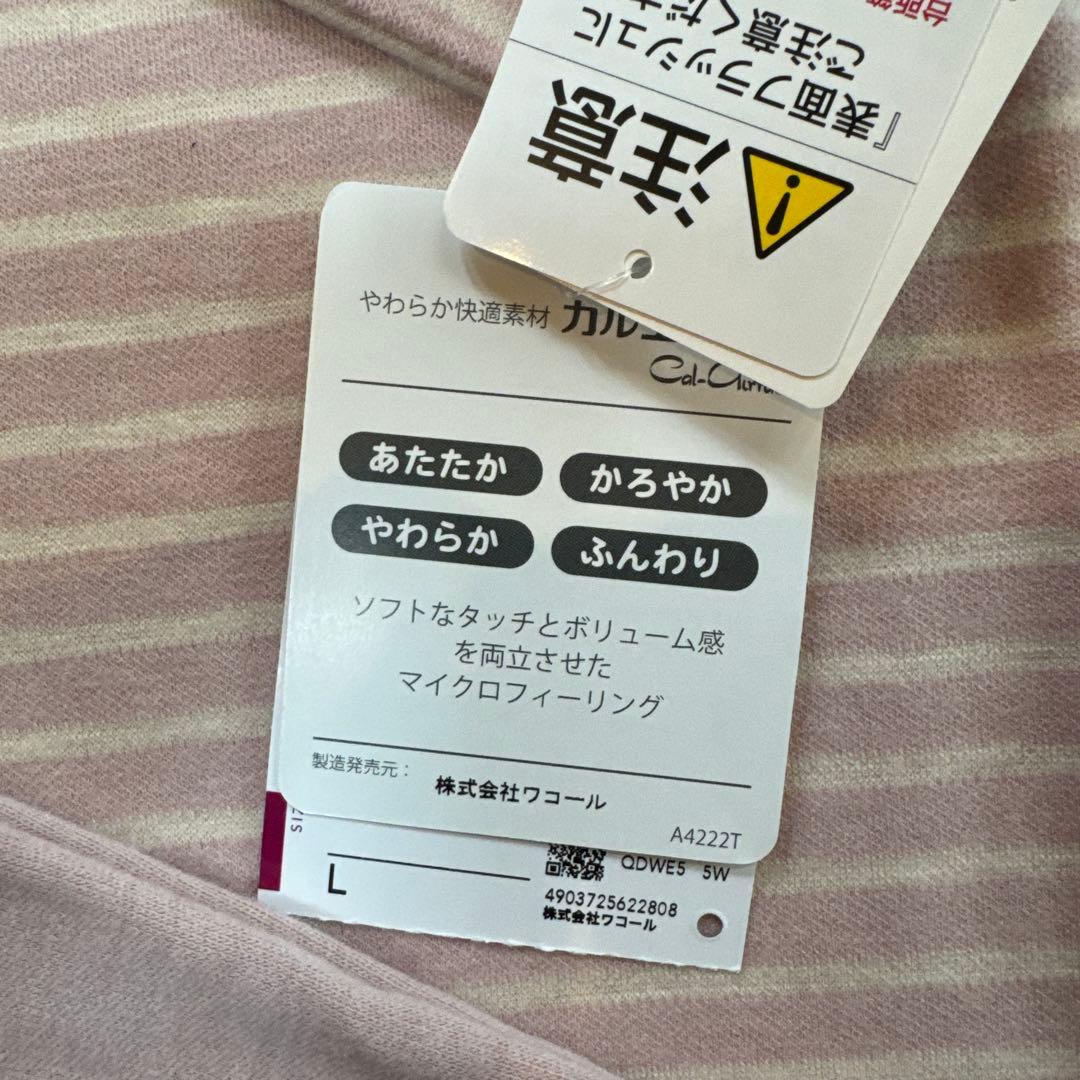 注意
『表面フラッシュに
ご注意くだ
台所
やわらか快適素材 カルエ
Cal-Airy
あたたか かろやか
やわらか ふんわり
ソフトなタッチとボリューム感
を両立させた
マイクロフィーリング
製造発売元: 株式会社ワコール
A4222T
SIZ
L
QDWE5 5W
4903725622808
株式会社ワコール